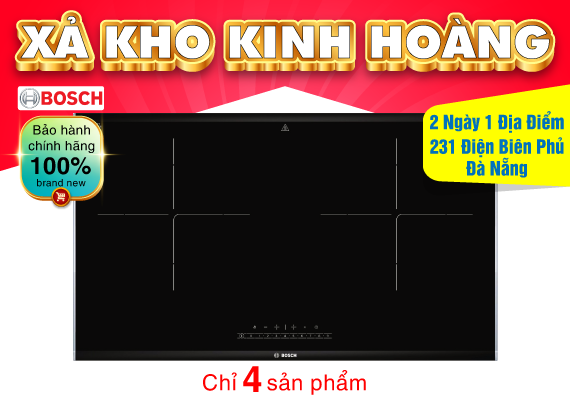 XẢ KHO KINH HOÀNG
BOSCH
Bảo hành
chính hãng
100%
brand new
2 Ngày 1 Địa Điểm
231 Điện Biên Phủ
Đà Nẵng
BOSCH
Chỉ 4 sản phẩm